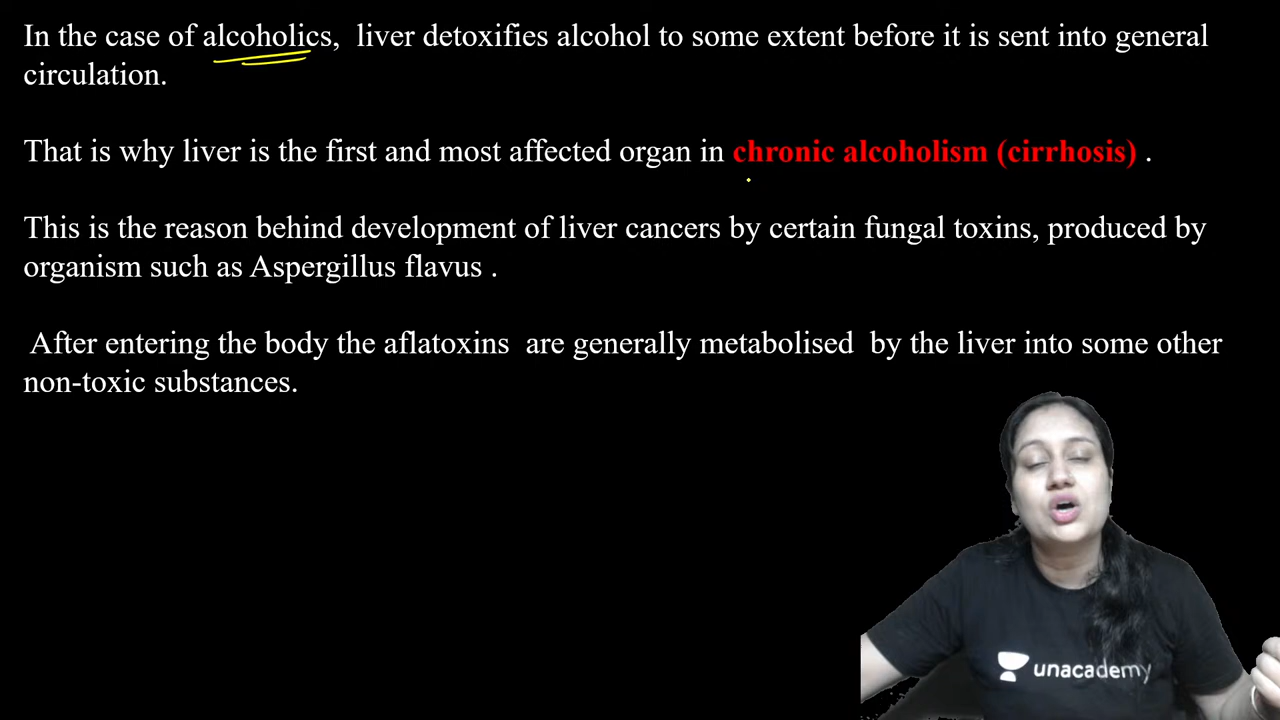 In the case of alcoholics, liver detoxifies alcohol to some extent before it is sent into general
circulation.
That is why liver is the first and most affected organ in chronic alcoholism (cirrhosis) .
This is the reason behind development of liver cancers by certain fungal toxins, produced by
organism such as Aspergillus flavus .
After entering the body the aflatoxins are generally metabolised by the liver into some other
non-toxic substances.
unacademy